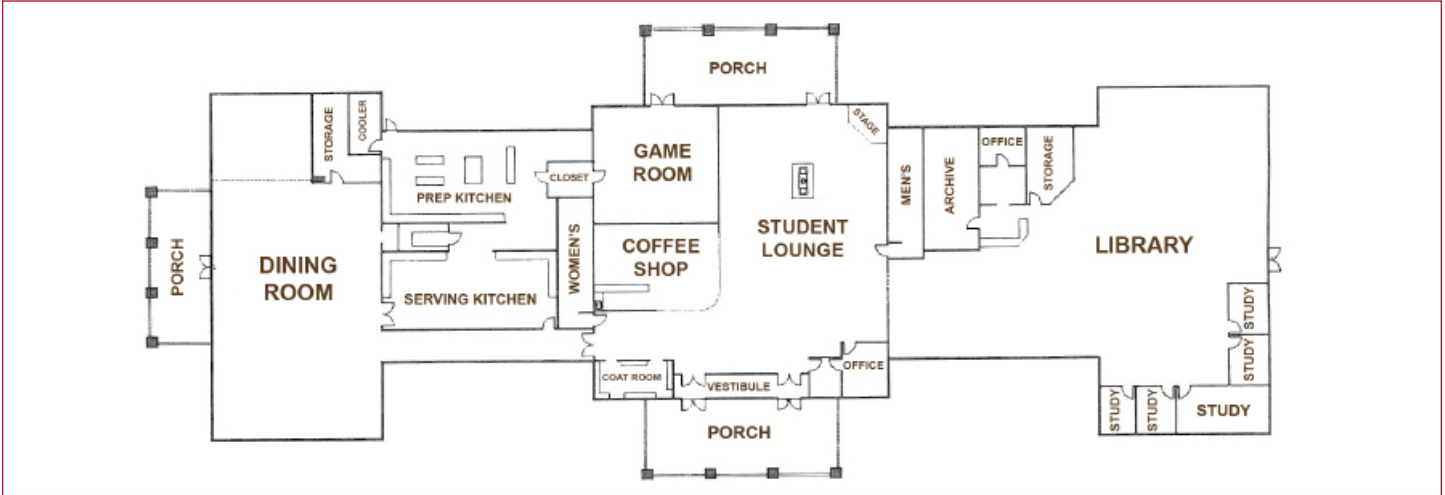 PORCH
STORAGE
COOLER
STAGE
GAME
ROOM
CLOSET
PREP KITCHEN
MEN'S
ARCHIVE
OFFICE
STORAGE
PORCH
DINING
ROOM
SERVING KITCHEN
WOMEN'S
COFFEE
SHOP
STUDENT
LOUNGE
LIBRARY
STUDY
STUDY
COAT ROOM
VESTIBULE
OFFICE
STUDY
STUDY
STUDY
PORCH